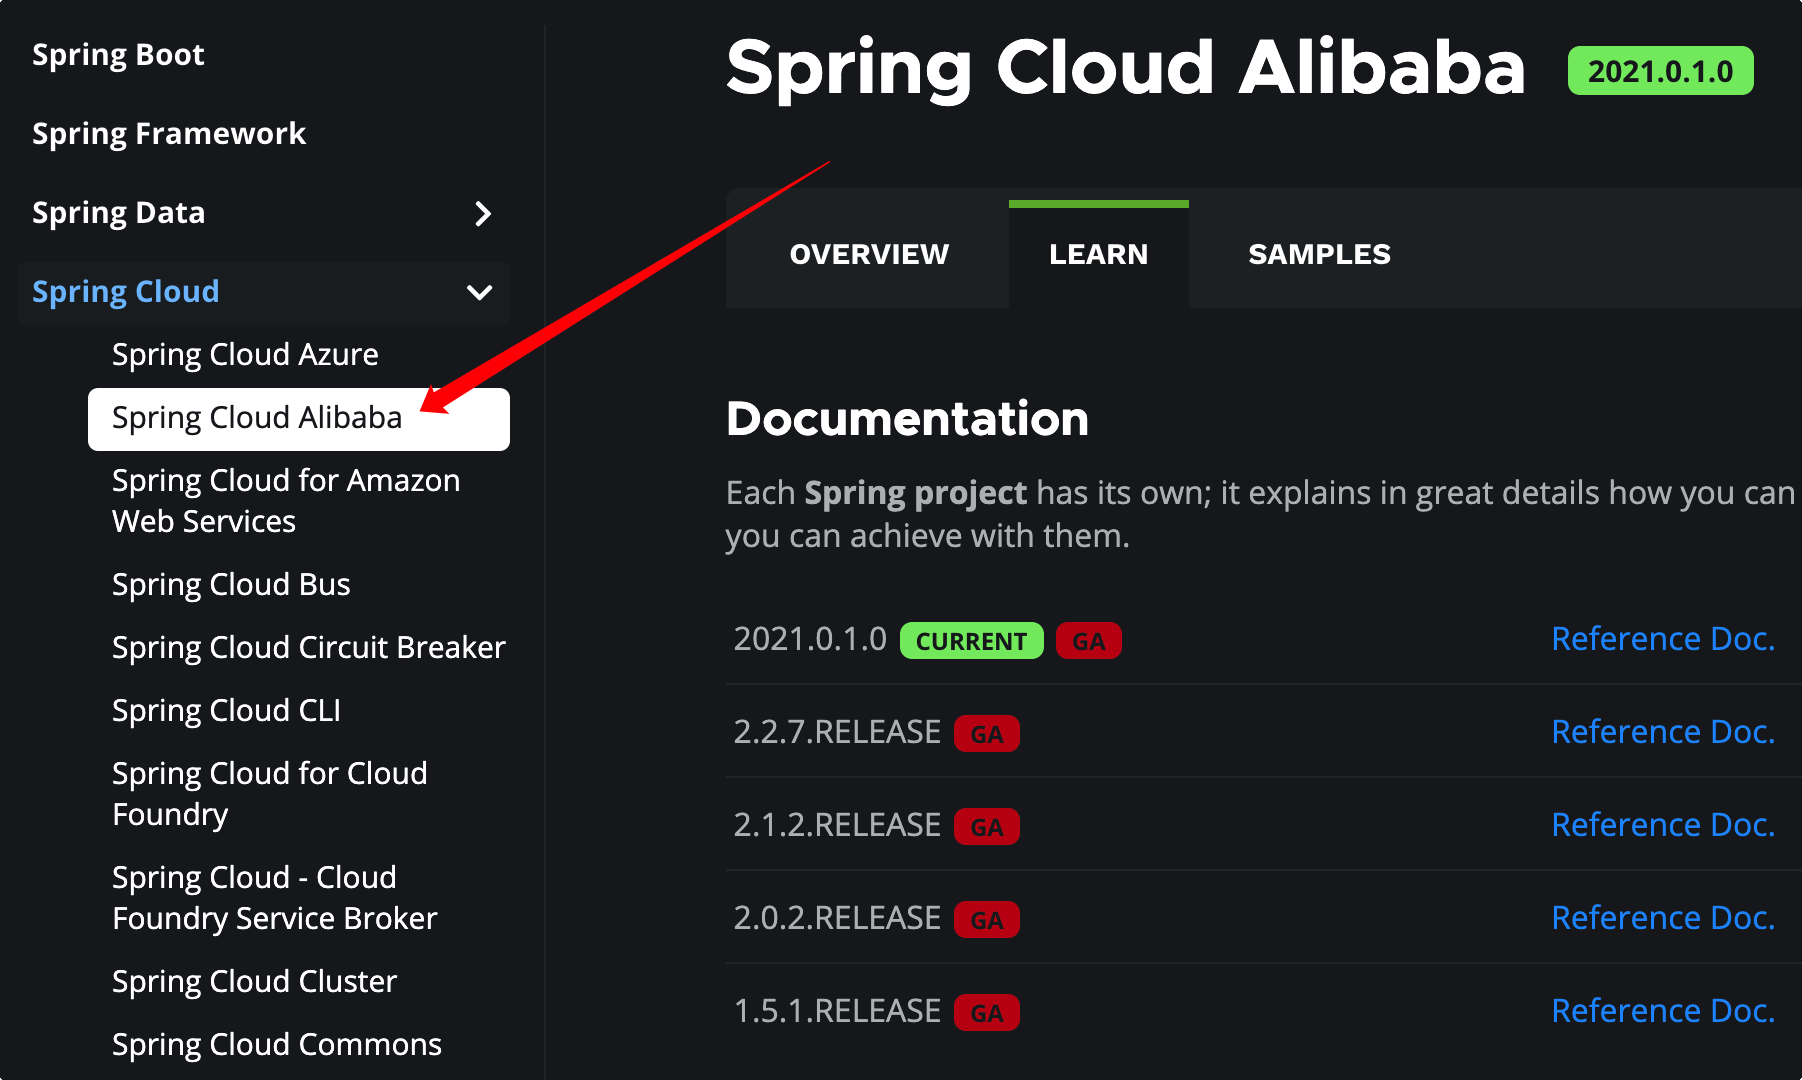 Spring Boot
Spring Framework
Spring Data
Spring Cloud
Spring Cloud Azure
Spring Cloud Alibaba
Spring Cloud for Amazon
Web Services
Spring Cloud Bus
Spring Cloud Circuit Breaker
Spring Cloud CLI
Spring Cloud for Cloud
Foundry
Spring Cloud - Cloud
Foundry Service Broker
Spring Cloud Cluster
Spring Cloud Commons
Spring Cloud Alibaba 2021.0.1.0
OVERVIEW LEARN SAMPLES
Documentation
Each Spring project has its own; it explains in great details how you can
you can achieve with them.
2021.0.1.0 CURRENT GA Reference Doc.
2.2.7.RELEASE GA Reference Doc.
2.1.2.RELEASE GA Reference Doc.
2.0.2.RELEASE GA Reference Doc.
1.5.1.RELEASE GA Reference Doc.